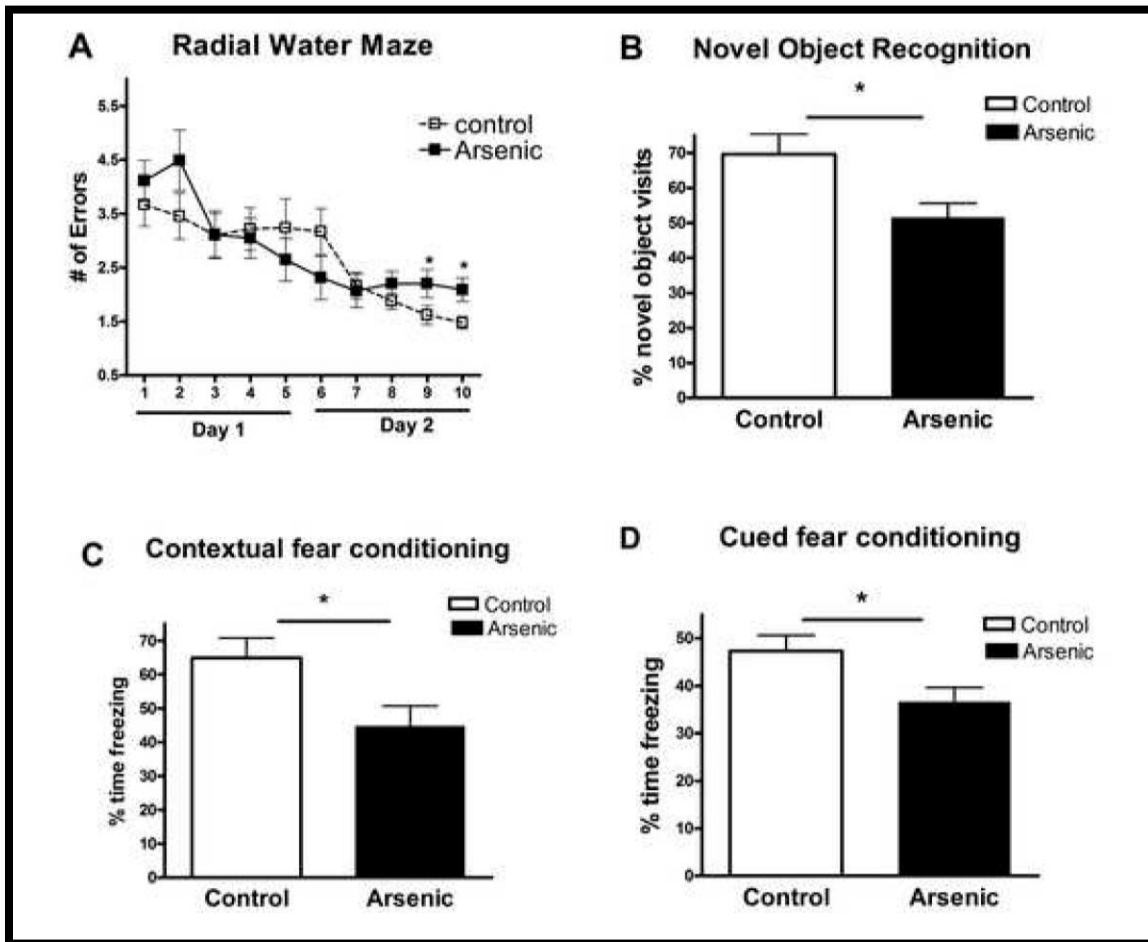 A
Radial Water Maze
5.5
4.5
3.5
2.5
1.5
0.5
# of Errors
control
Arsenic
*
*
1 2 3 4 5 6 7 8 9 10
Day 1 Day 2
B
Novel Object Recognition
*
Control
Arsenic
70
60
50
40
30
20
10
0
% novel object visits
Control Arsenic
C
Contextual fear conditioning
*
Control
Arsenic
70
60
50
40
30
20
10
0
% time freezing
Control Arsenic
D
Cued fear conditioning
*
Control
Arsenic
50
40
30
20
10
0
% time freezing
Control Arsenic